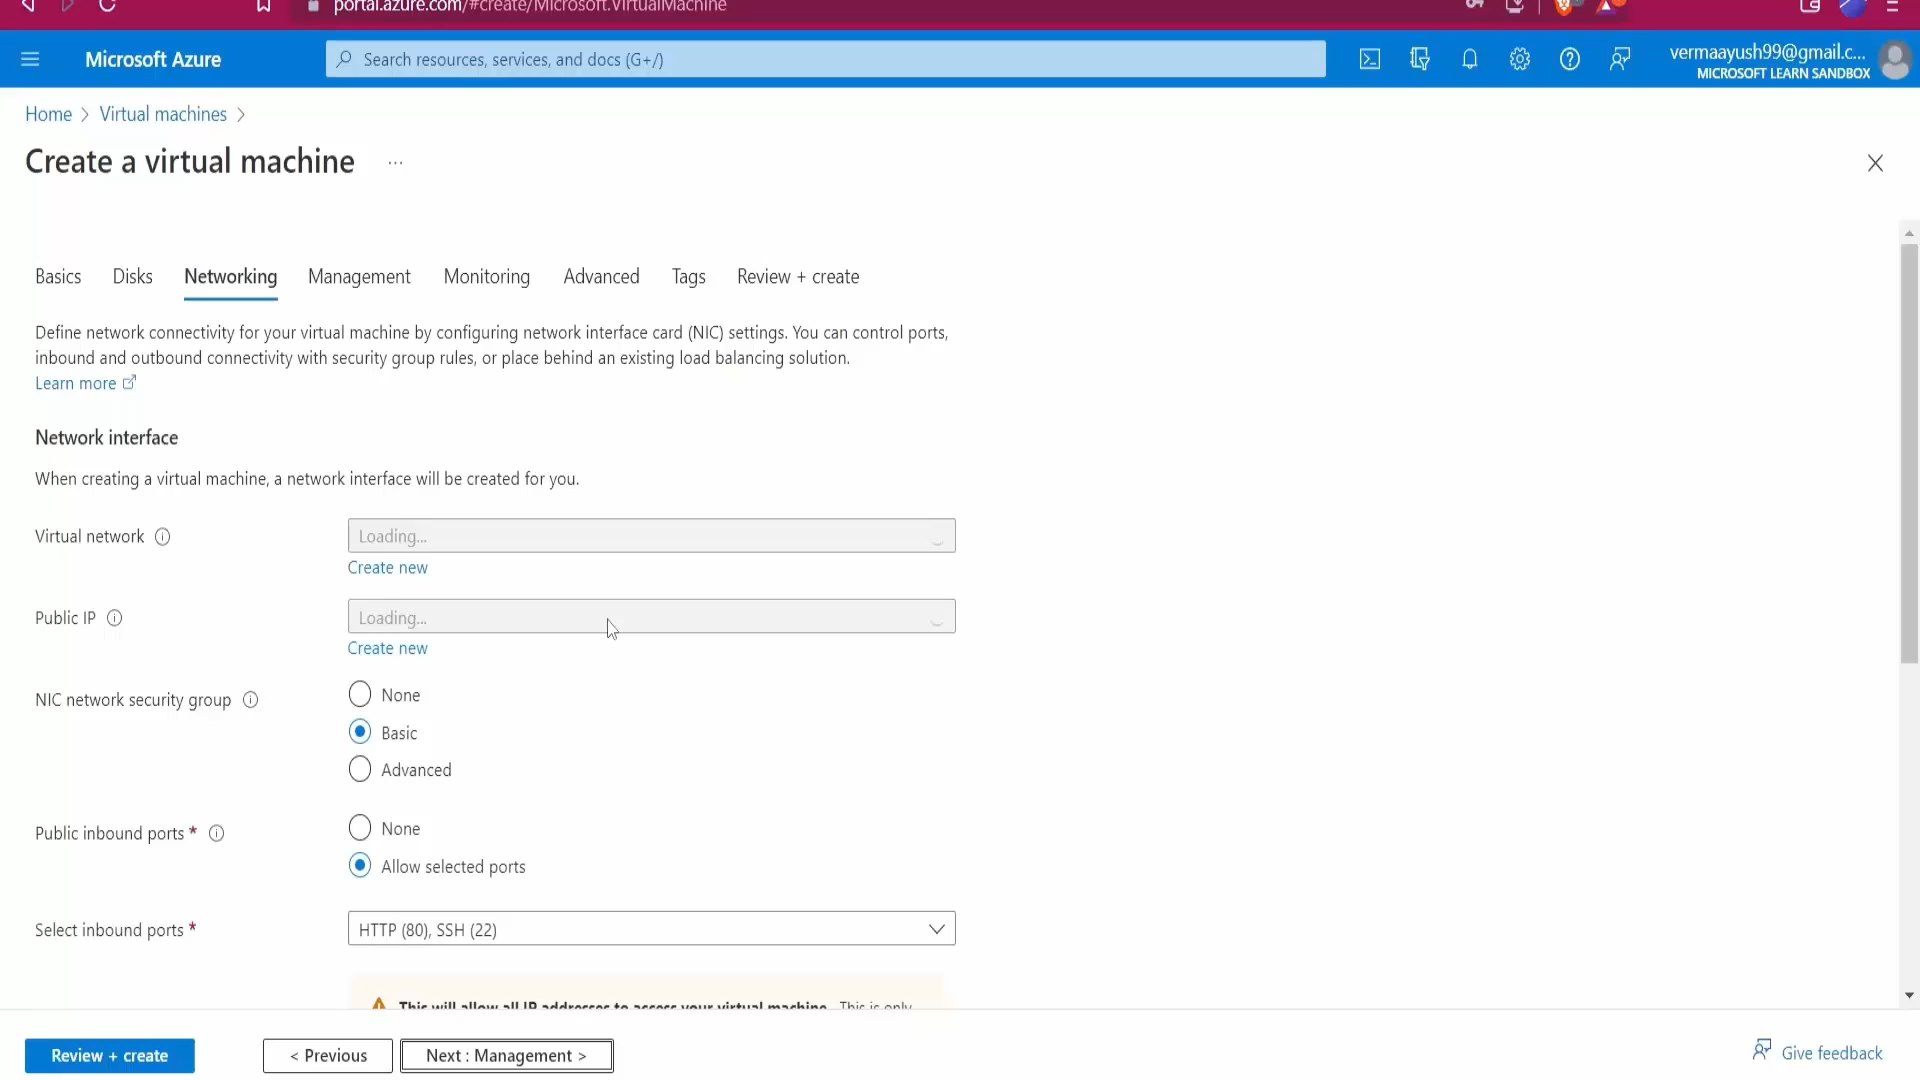 portal.azure.com/#create/Microsoft.VirtualMachine
Microsoft Azure
Search resources, services, and docs (G+/)
vermaayush99@gmail.c...
MICROSOFT LEARN SANDBOX
Home > Virtual machines >
Create a virtual machine ...
Basics Disks Networking Management Monitoring Advanced Tags Review + create
Define network connectivity for your virtual machine by configuring network interface card (NIC) settings. You can control ports,
inbound and outbound connectivity with security group rules, or place behind an existing load balancing solution.
Learn more
Network interface
When creating a virtual machine, a network interface will be created for you.
Virtual network
Loading...
Create new
Public IP
Loading...
Create new
NIC network security group
None
Basic
Advanced
Public inbound ports *
None
Allow selected ports
Select inbound ports *
HTTP (80), SSH (22)
This will allow all IP addresses to access your virtual machine. This is only
Review + create
< Previous
Next : Management >
Give feedback